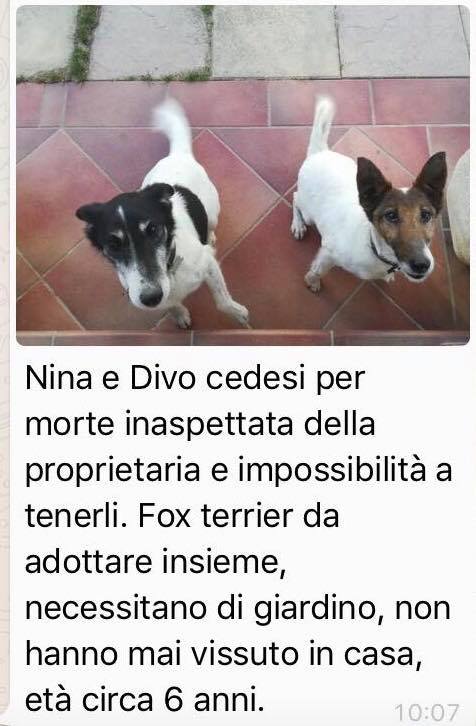 Nina e Divo cedesi per
morte inaspettata della
proprietaria e impossibilità a
tenerli. Fox terrier da
adottare insieme,
necessitano di giardino, non
hanno mai vissuto in casa,
età circa 6 anni.
10:07